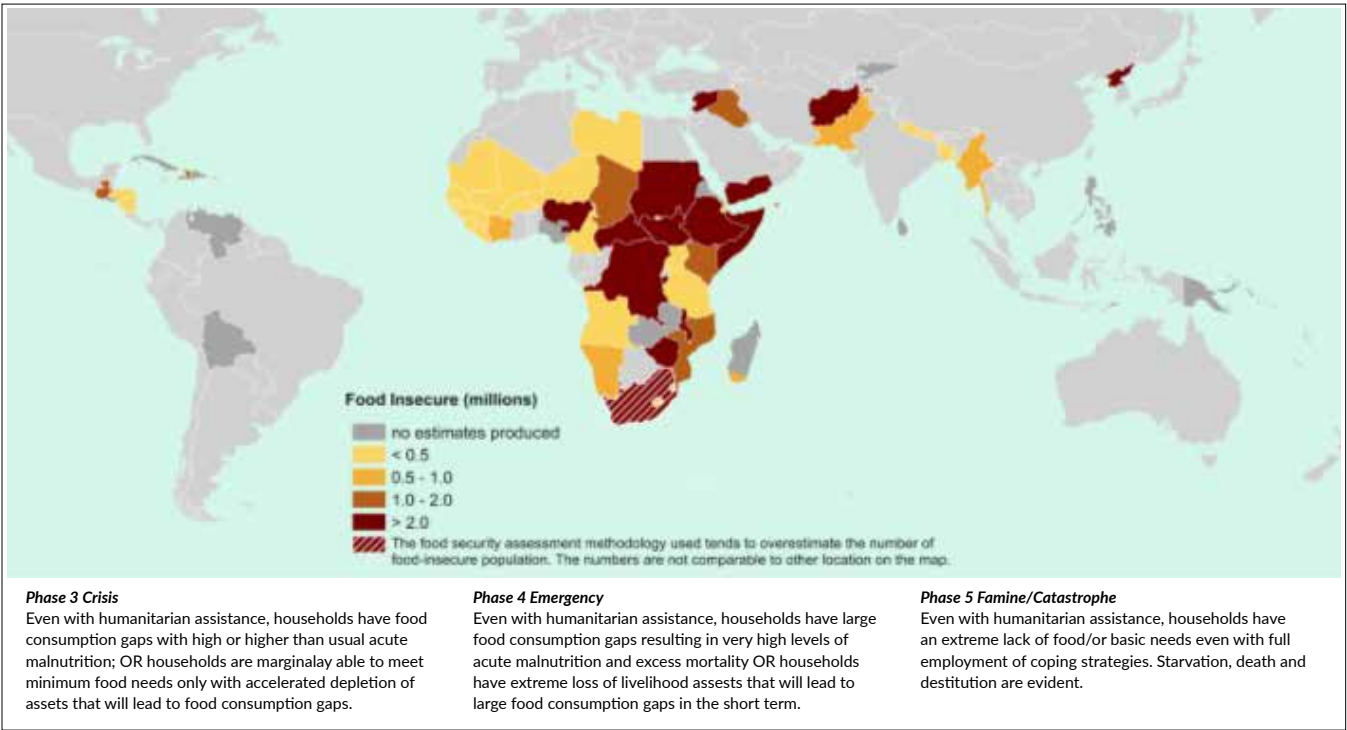 Food Insecure (millions)
no estimates produced
< 0.5
0.5 - 1.0
1.0 - 2.0
> 2.0
The food security assessment methodology used tends to overestimate the number of
food-insecure population. The numbers are not comparable to other location on the map.
Phase 3 Crisis
Even with humanitarian assistance, households have food
consumption gaps with high or higher than usual acute
malnutrition; OR households are marginalay able to meet
minimum food needs only with accelerated depletion of
assets that will lead to food consumption gaps.
Phase 4 Emergency
Even with humanitarian assistance, households have large
food consumption gaps resulting in very high levels of
acute malnutrition and excess mortality OR households
have extreme loss of livelihood assests that will lead to
large food consumption gaps in the short term.
Phase 5 Famine/Catastrophe
Even with humanitarian assistance, households have
an extreme lack of food/or basic needs even with full
employment of coping strategies. Starvation, death and
destitution are evident.